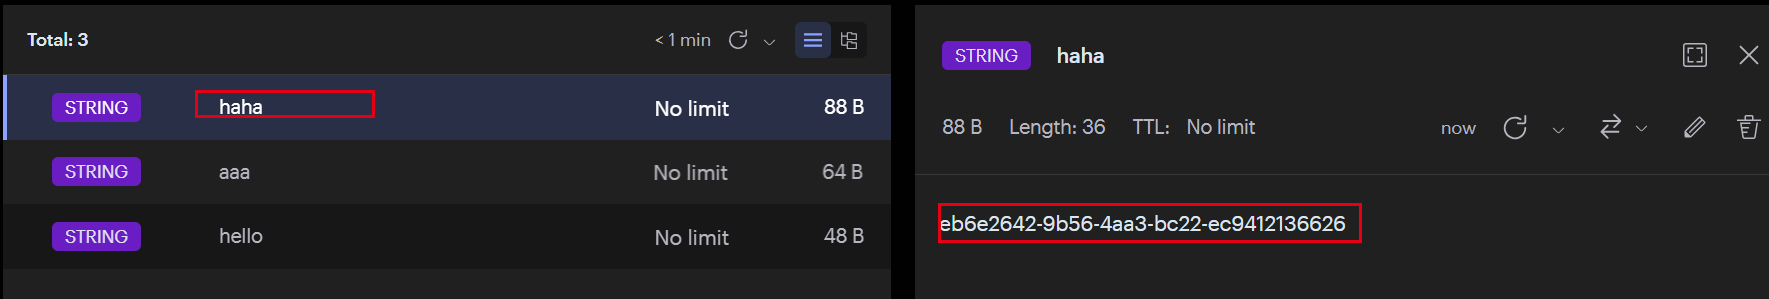 Total: 3 < 1 min
STRING haha No limit 88 B
STRING aaa No limit 64 B
STRING hello No limit 48 B
STRING haha
88 B Length: 36 TTL: No limit now
eb6e2642-9b56-4aa3-bc22-ec9412136626